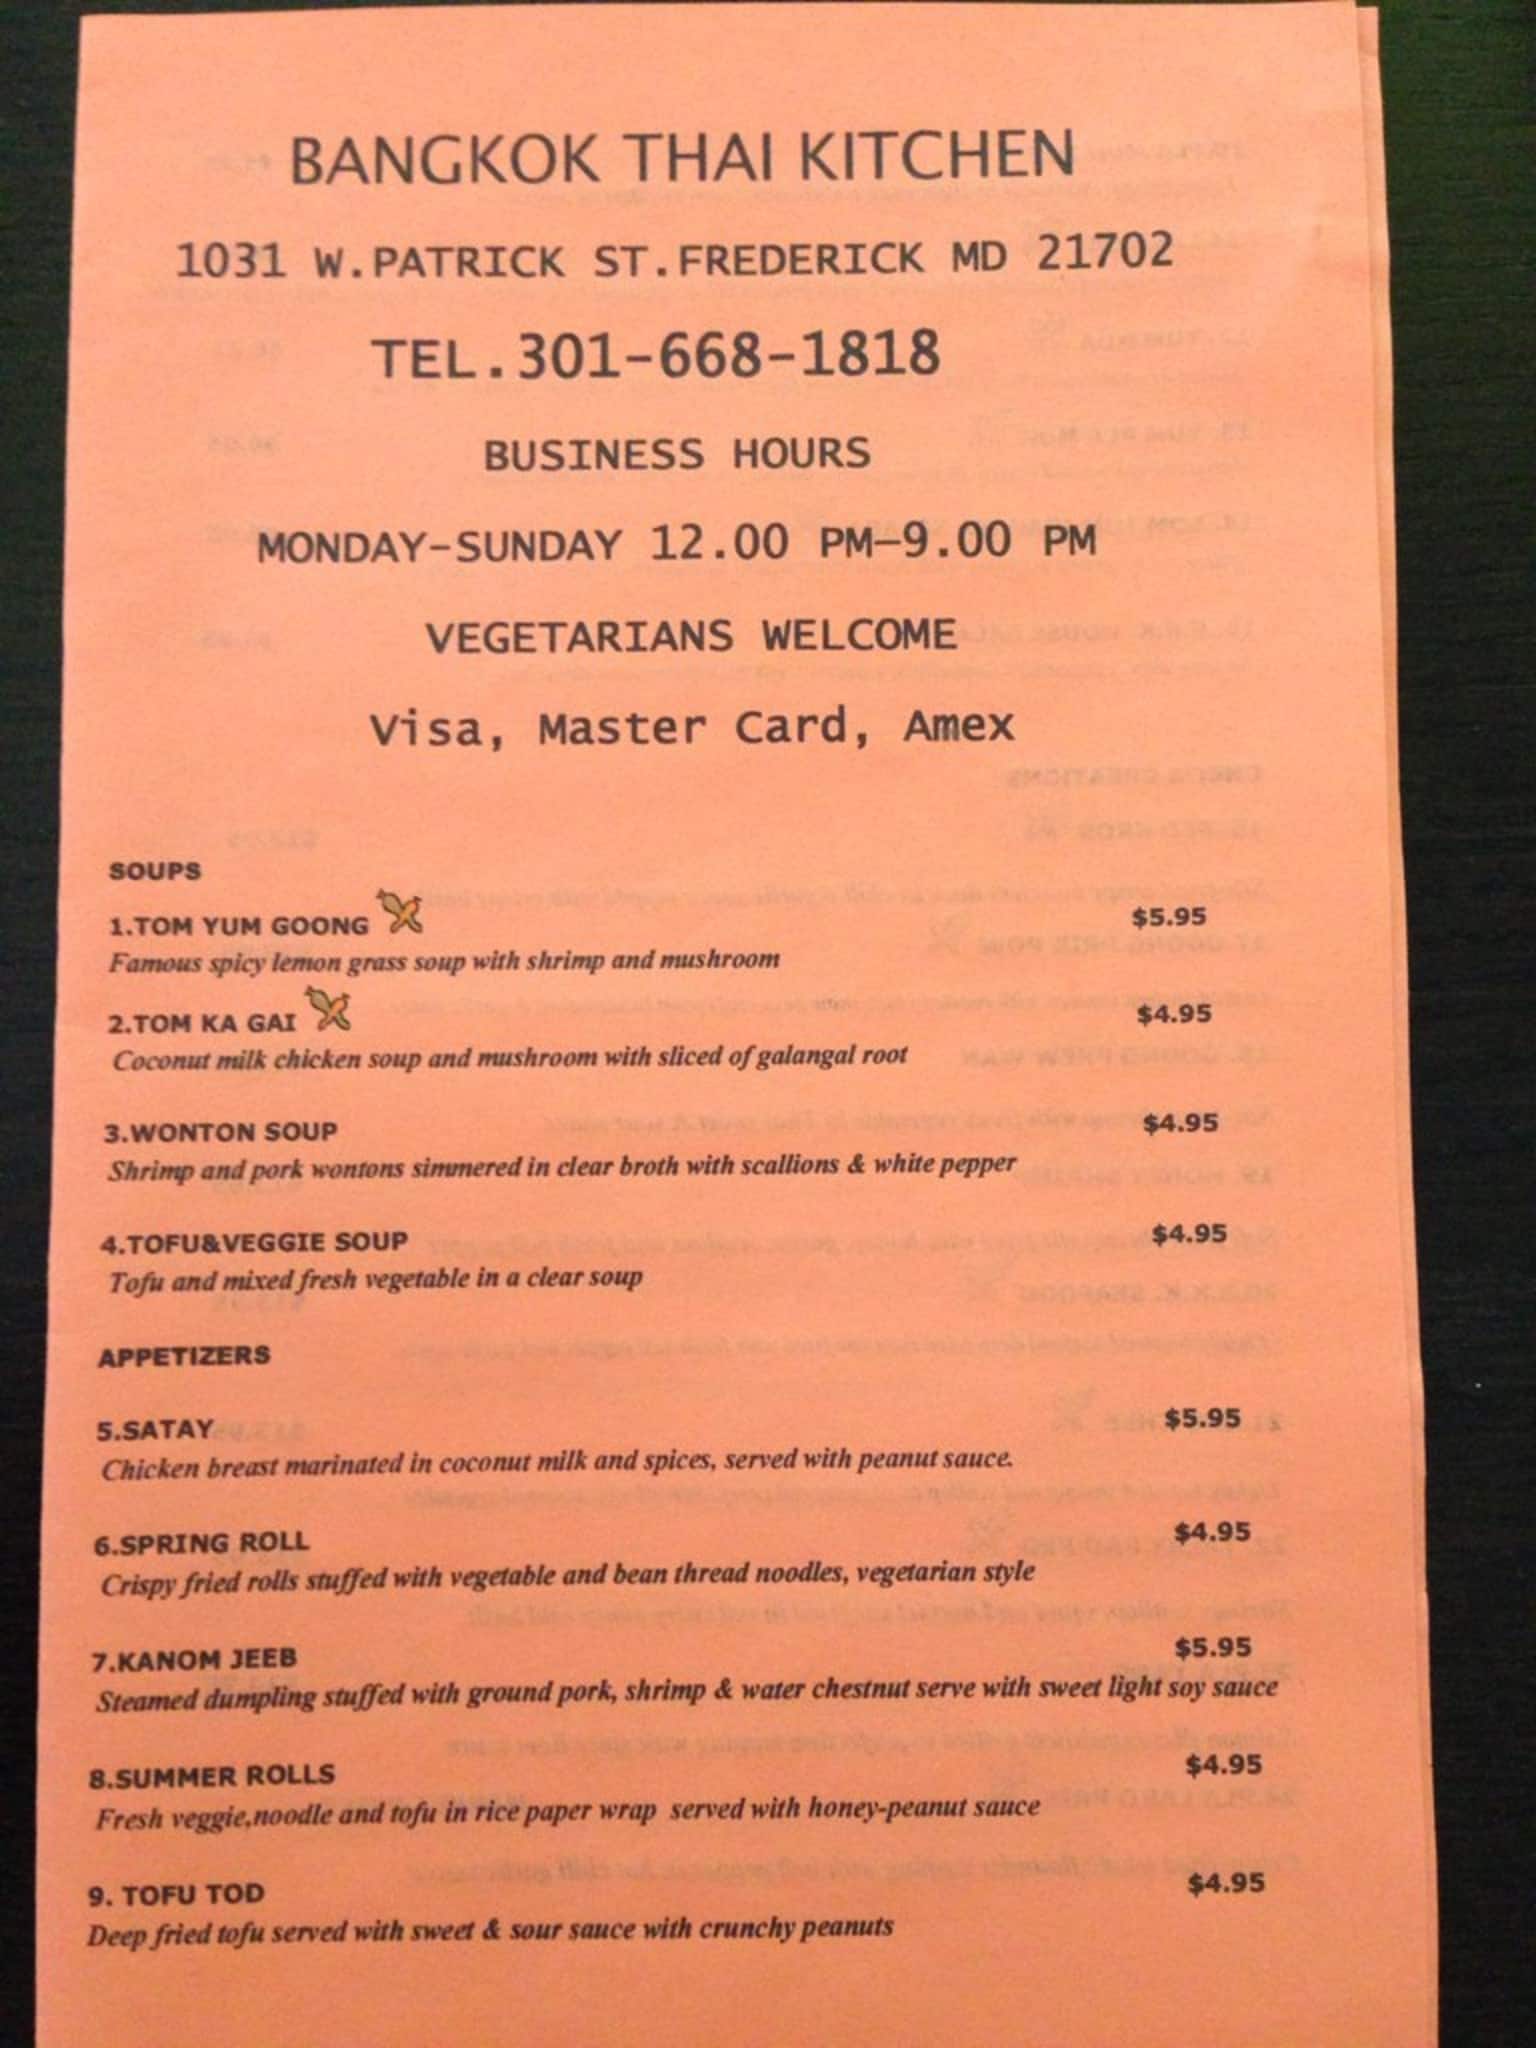 BANGKOK THAI KITCHEN
1031 W.PATRICK ST.FREDERICK MD 21702
TEL.301-668-1818
BUSINESS HOURS
MONDAY-SUNDAY 12.00 PM—9.00 PM
VEGETARIANS WELCOME
Visa, Master Card, Amex
SOUPS
1.TOM YUM GOONG $5.95
Famous spicy lemon grass soup with shrimp and mushroom
2.TOM KA GAI $4.95
Coconut milk chicken soup and mushroom with sliced of galangal root
3.WONTON SOUP $4.95
Shrimp and pork wontons simmered in clear broth with scallions & white pepper
4.TOFU&VEGGIE SOUP $4.95
Tofu and mixed fresh vegetable in a clear soup
APPETIZERS
5.SATAY $5.95
Chicken breast marinated in coconut milk and spices, served with peanut sauce.
6.SPRING ROLL $4.95
Crispy fried rolls stuffed with vegetable and bean thread noodles, vegetarian style
7.KANOM JEEB $5.95
Steamed dumpling stuffed with ground pork, shrimp & water chestnut serve with sweet light soy sauce
8.SUMMER ROLLS $4.95
Fresh veggie,noodle and tofu in rice paper wrap served with honey-peanut sauce
9. TOFU TOD $4.95
Deep fried tofu served with sweet & sour sauce with crunchy peanuts